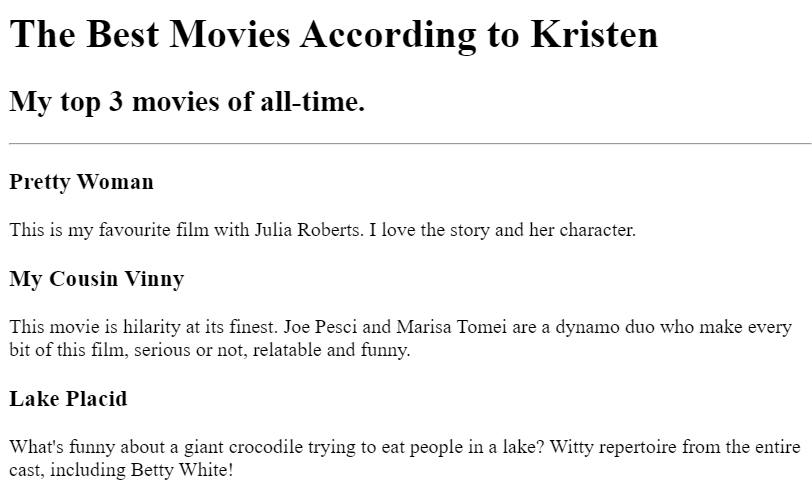 The Best Movies According to Kristen
My top 3 movies of all-time.
Pretty Woman
This is my favourite film with Julia Roberts. I love the story and her character.
My Cousin Vinny
This movie is hilarity at its finest. Joe Pesci and Marisa Tomei are a dynamo duo who make every
bit of this film, serious or not, relatable and funny.
Lake Placid
What's funny about a giant crocodile trying to eat people in a lake? Witty repertoire from the entire
cast, including Betty White!